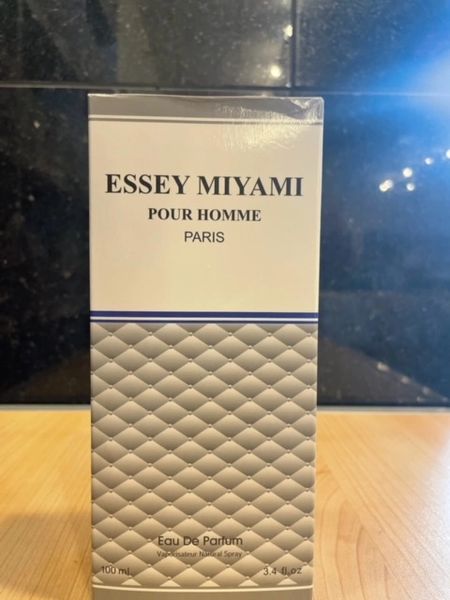 ESSEY MIYAMI
POUR HOMME
PARIS
Eau De Parfum
Vaporisateur Natural Spray
100 ml. 3.4 fl.oz